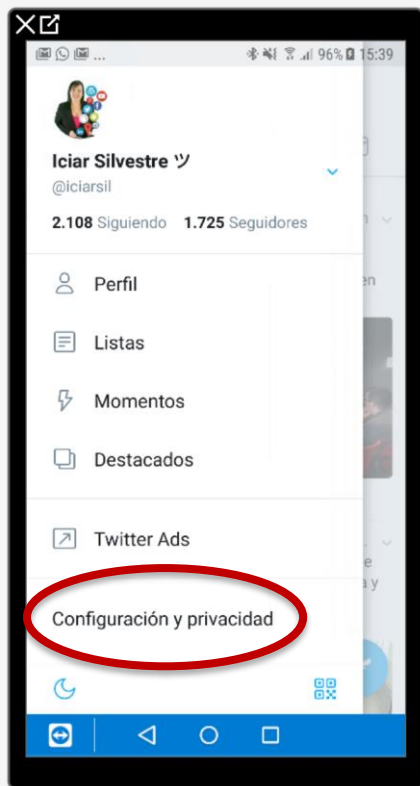 ... 96% 15:39
Iciar Silvestre ツ
@iciarsil
2.108 Siguiendo 1.725 Seguidores
Perfil
en
Listas
Momentos
Destacados
Twitter Ads
e
a y
Configuración y privacidad